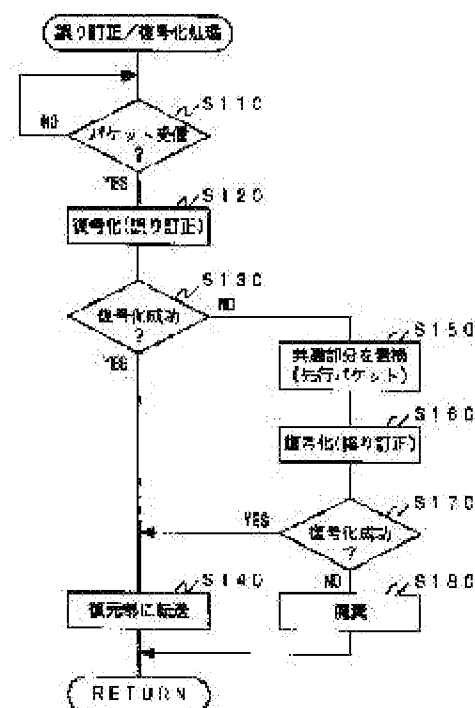 誤り訂正/復号化処理
S110
パケット受信
?
NO
YES
S120
復号化(誤り訂正)
S130
復号化成功
?
NO
YES
S150
共通部分を置換
(先行パケット)
S160
復号化(誤り訂正)
S170
復号化成功
?
YES
NO
S140
復元部に転送
S180
廃棄
RETURN